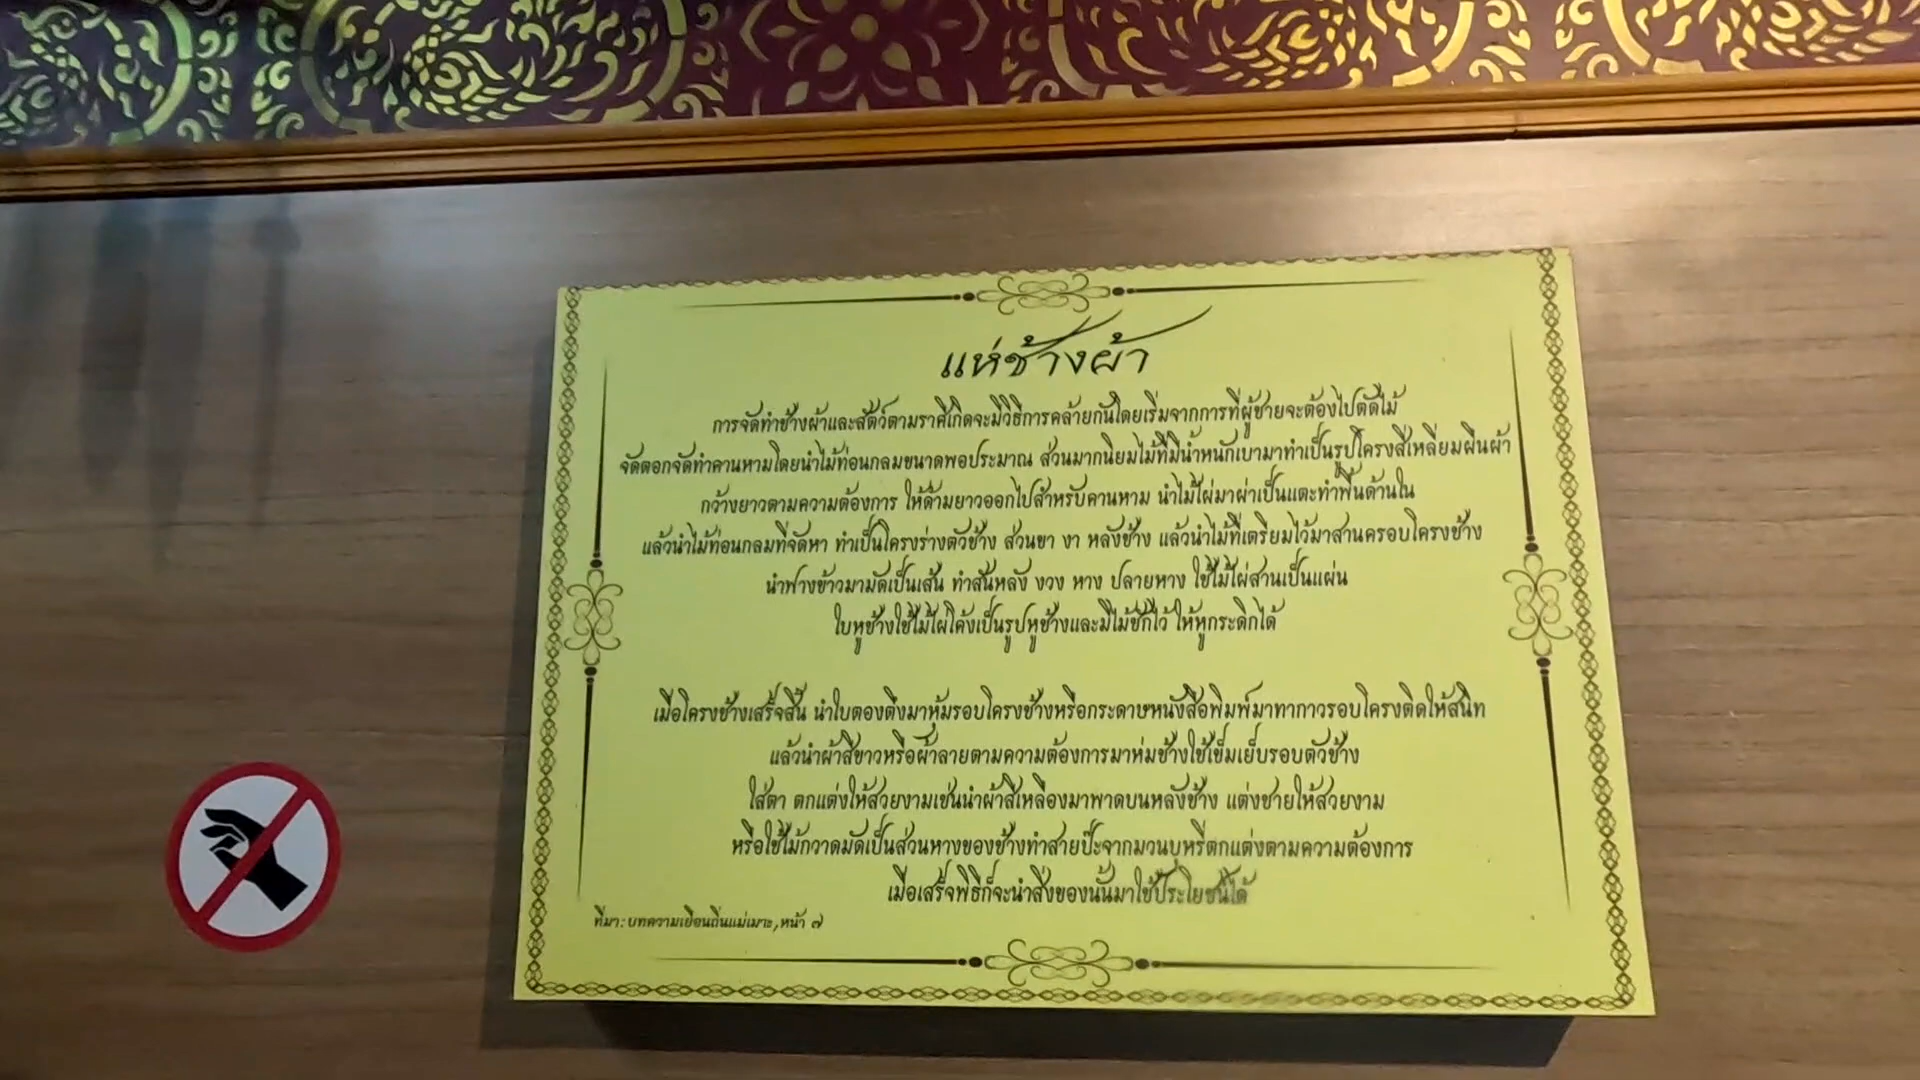 แห่ช้างผ้า
การจัดทำช้างผ้าและสัตว์ตามราศีเกิดจะมีวิธีการคล้ายกันโดยเริ่มจากการที่ผู้ชายจะต้องไปตัดไม้
จัดตอกจัดทำคานหามโดยนำไม้ท่อนกลมขนาดพอประมาณ ส่วนมากนิยมไม้ที่มีน้ำหนักเบามาทำเป็นรูปโครงสี่เหลี่ยมผืนผ้า
กว้างยาวตามความต้องการ ให้ด้ามยาวออกไปสำหรับคานหาม นำไม้ไผ่มาผ่าเป็นแตะทำพื้นด้านใน
แล้วนำไม้ท่อนกลมที่จัดหา ทำเป็นโครงร่างตัวช้าง ส่วนขา งา หลังช้าง แล้วนำไม้ที่เตรียมไว้มาสานครอบโครงช้าง
นำฟางข้าวมามัดเป็นเส้น ทำสันหลัง งวง หาง ปลายหาง ใช้ไม้ไผ่สานเป็นแผ่น
ใบหูช้างใช้ไม้ไผ่โค้งเป็นรูปหูช้างและมีไม้ชักไว้ ให้หูกระดิกได้
เมื่อโครงช้างเสร็จสิ้น นำใบตองตึงมาหุ้มรอบโครงช้างหรือกระดาษหนังสือพิมพ์มาทากาวรอบโครงติดให้สนิท
แล้วนำผ้าสีขาวหรือผ้าลายตามความต้องการมาห่มช้างใช้เข็มเย็บรอบตัวช้าง
ใส่ตา ตกแต่งให้สวยงามเช่นนำผ้าสีเหลืองมาพาดบนหลังช้าง แต่งชายให้สวยงาม
หรือใช้ไม้กวาดมัดเป็นส่วนหางของช้างทำสายป๊ะจากมวนบุหรี่ตกแต่งตามความต้องการ
เมื่อเสร็จพิธีก็จะนำสิ่งของนั้นมาใช้ประโยชน์ได้
ที่มา: บทความเยือนถิ่นแม่เมาะ, หน้า ๗